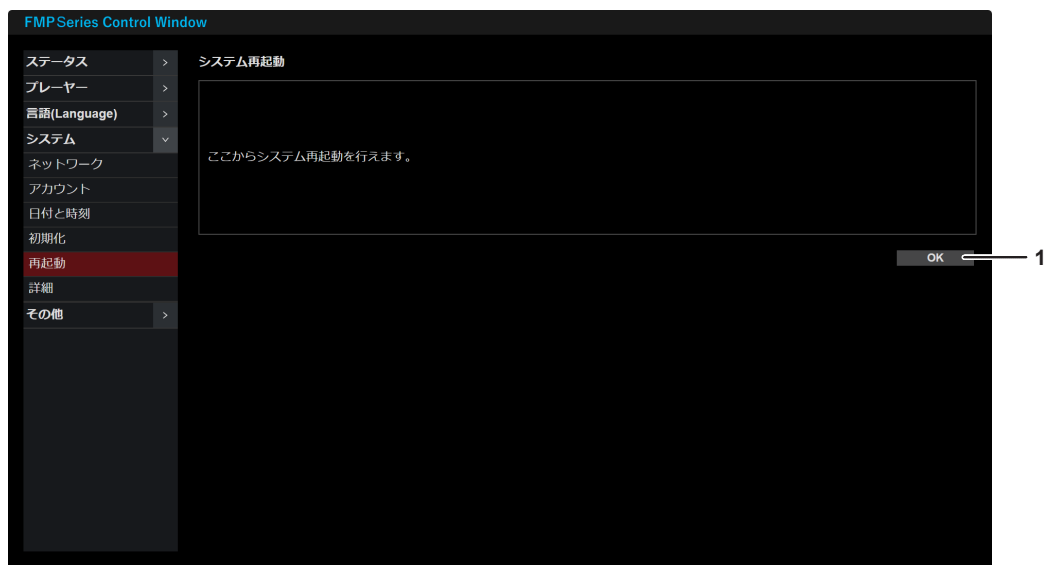 FMPSeries Control Window
ステータス >
プレーヤー >
言語(Language) >
システム
ネットワーク
アカウント
日付と時刻
初期化
再起動
詳細
その他 >
システム再起動
ここからシステム再起動を行えます。
OK
1